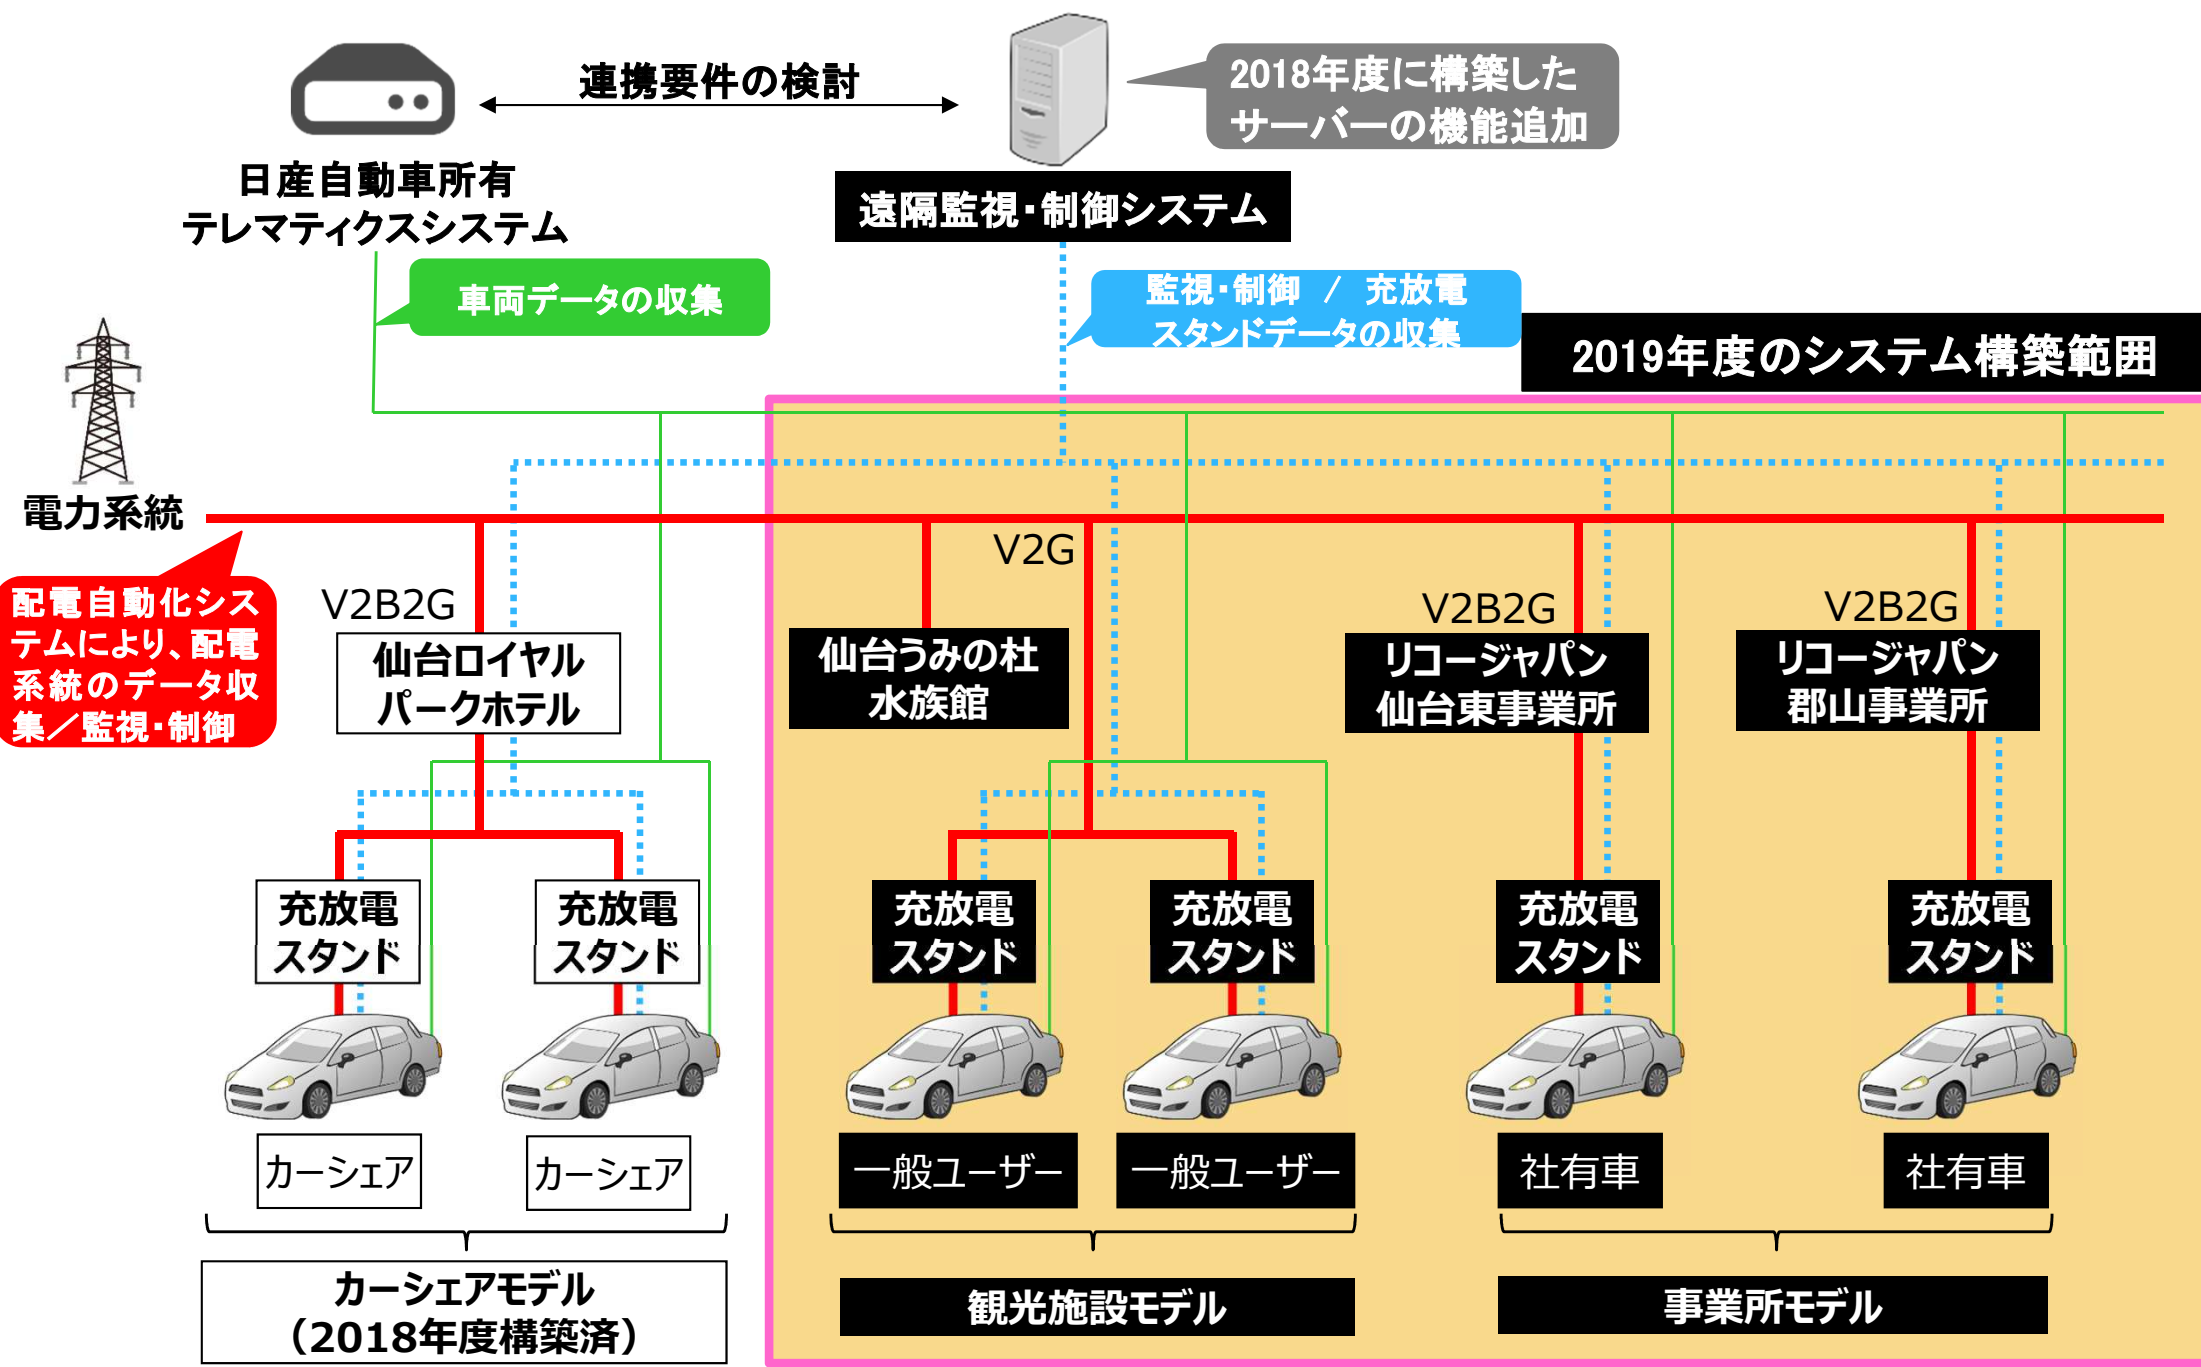 連携要件の検討
2018年度に構築した
サーバーの機能追加
日産自動車所有
テレマティクスシステム
遠隔監視・制御システム
車両データの収集
監視・制御 / 充放電
スタンドデータの収集
2019年度のシステム構築範囲
電力系統
配電自動化シス
テムにより、配電
系統のデータ収
集/監視・制御
V2B2G
V2G
V2B2G
V2B2G
仙台ロイヤル
パークホテル
仙台うみの杜
水族館
リコージャパン
仙台東事業所
リコージャパン
郡山事業所
充放電
スタンド
充放電
スタンド
充放電
スタンド
充放電
スタンド
充放電
スタンド
充放電
スタンド
カーシェア
カーシェア
一般ユーザー
一般ユーザー
社有車
社有車
カーシェアモデル
(2018年度構築済)
観光施設モデル
事業所モデル